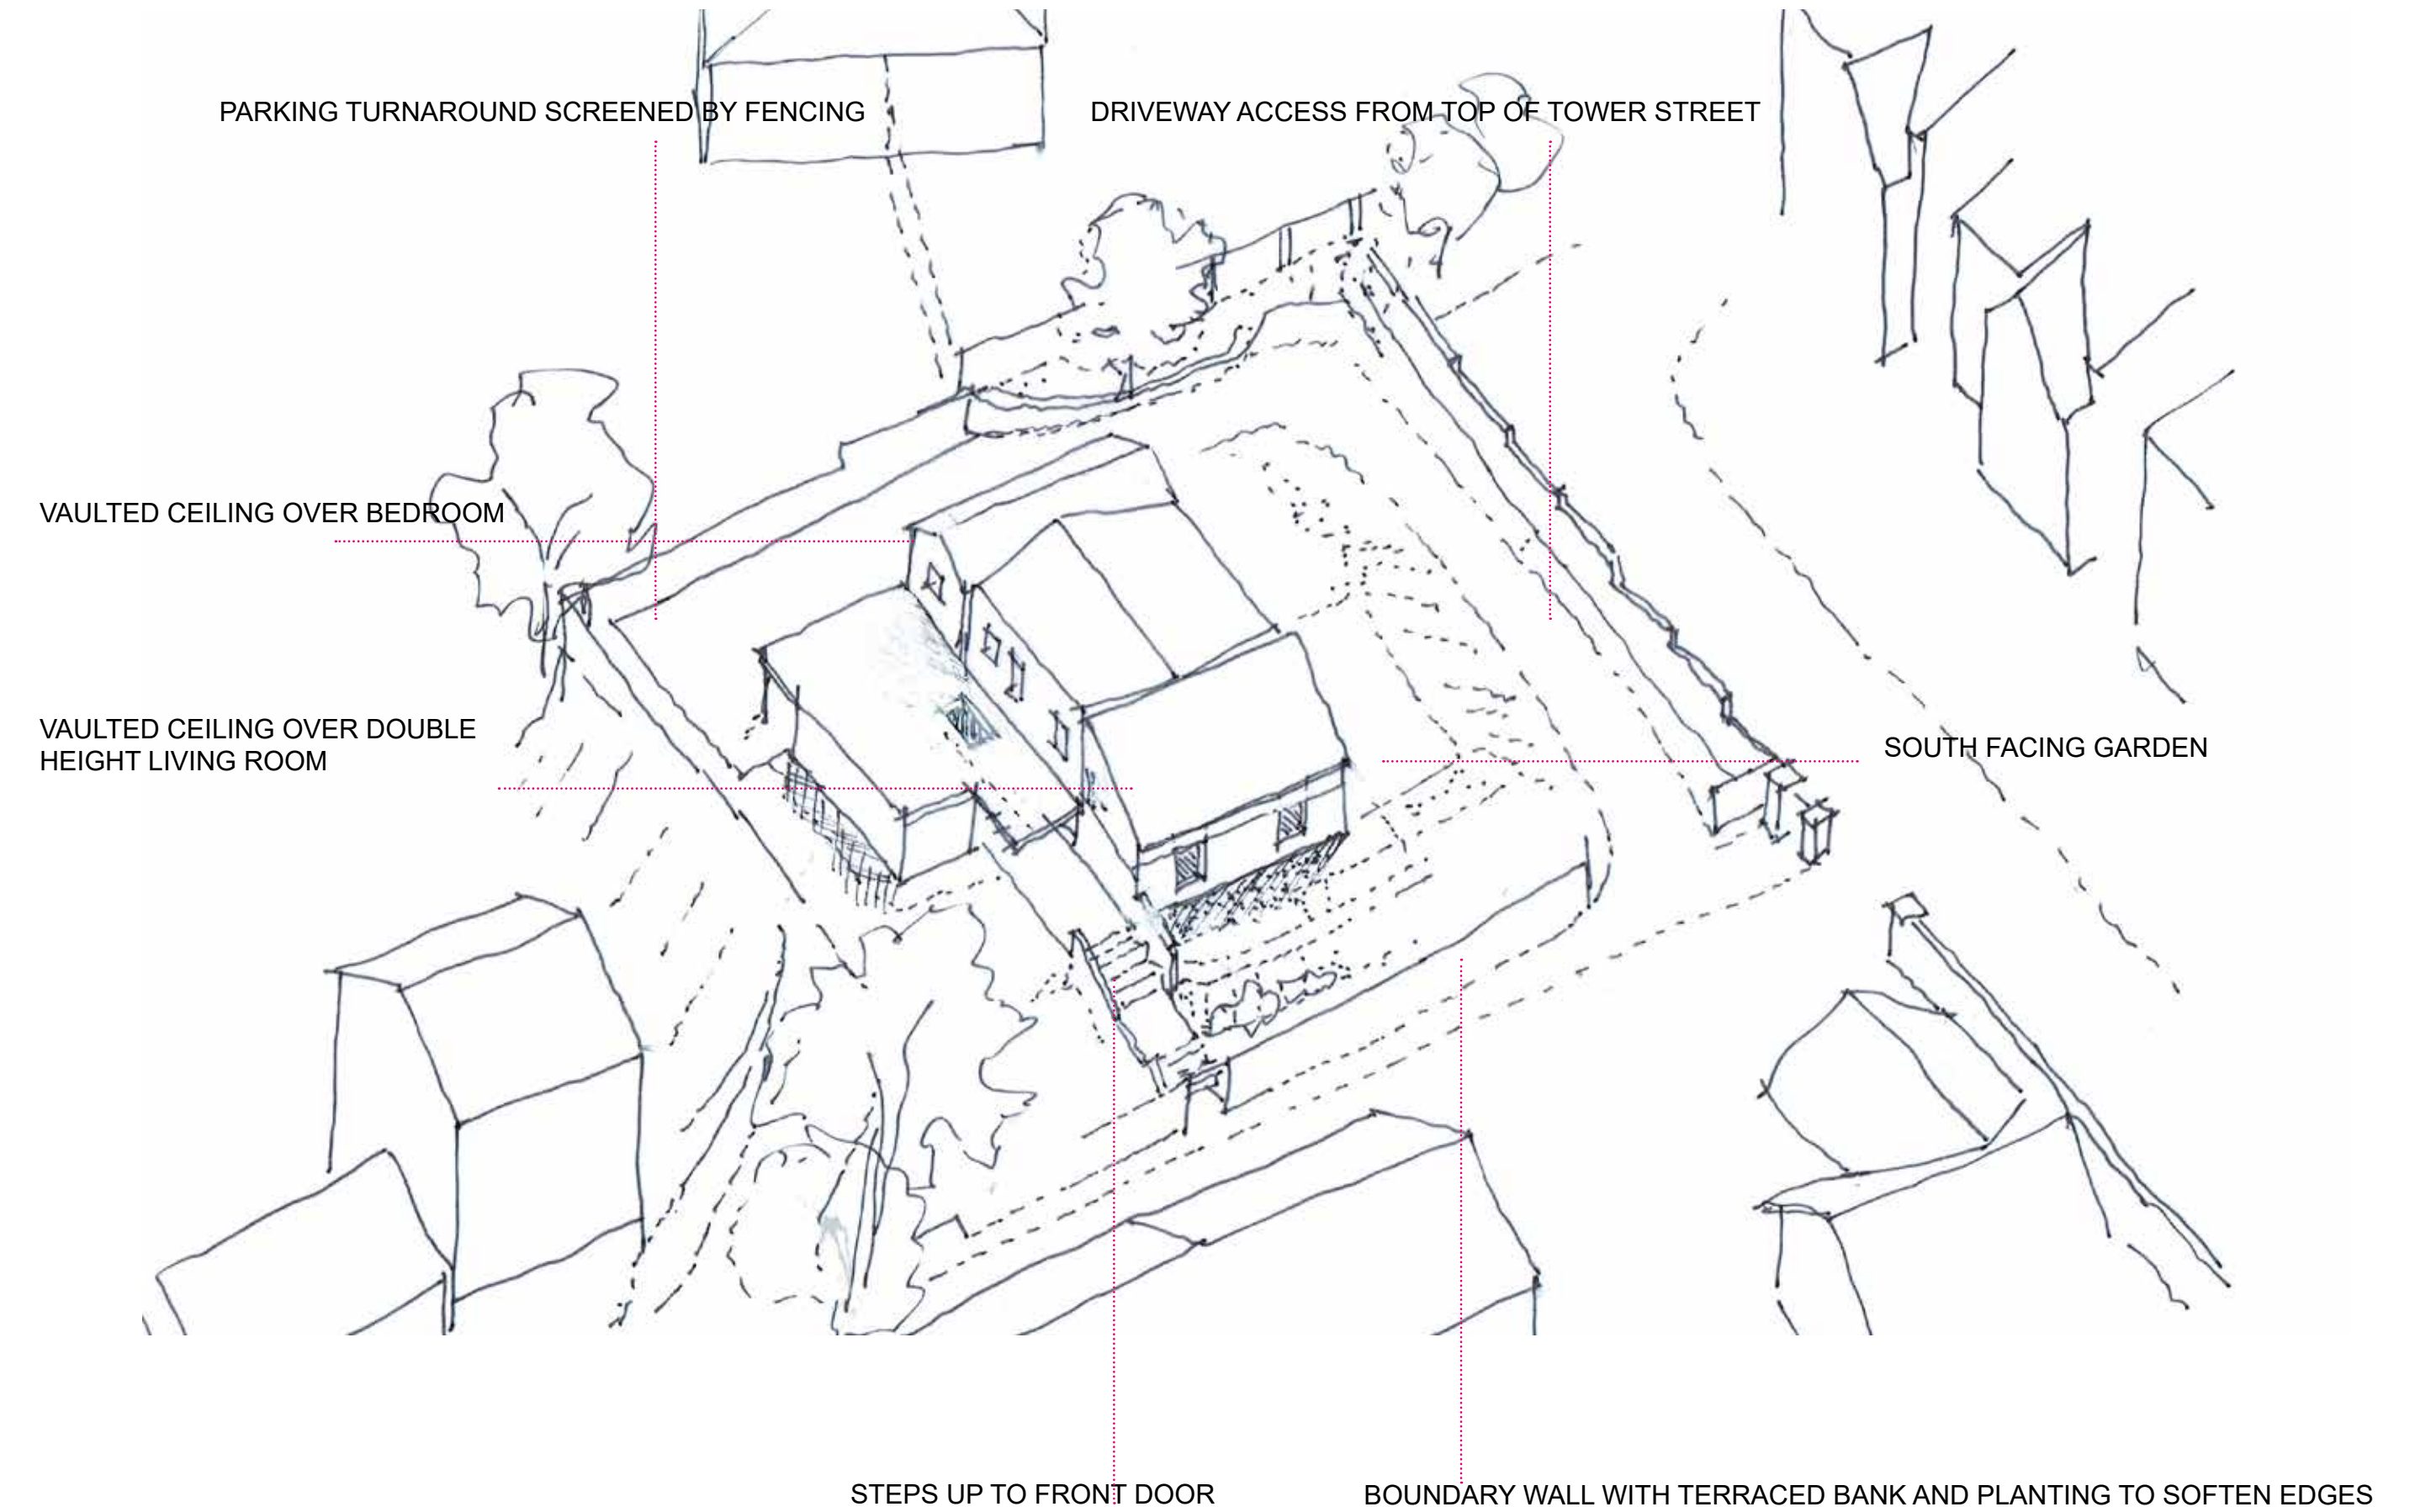 PARKING TURNAROUND SCREENED BY FENCING
DRIVEWAY ACCESS FROM TOP OF TOWER STREET
VAULTED CEILING OVER BEDROOM
VAULTED CEILING OVER DOUBLE
HEIGHT LIVING ROOM
SOUTH FACING GARDEN
STEPS UP TO FRONT DOOR
BOUNDARY WALL WITH TERRACED BANK AND PLANTING TO SOFTEN EDGES